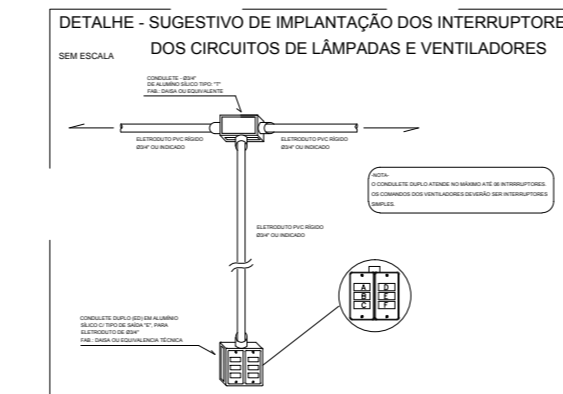 DETALHE - SUGESTIVO DE IMPLANTAÇÃO DOS INTERRUPTORE
DOS CIRCUITOS DE LÂMPADAS E VENTILADORES
SEM ESCALA
CONDULETE - Ø3/4"
DE ALUMÍNO SÍLICO TIPO: "T"
FAB.: DAISA OU EQUIVALENTE
ELETRODUTO PVC RÍGIDO
Ø3/4" OU INDICADO
ELETRODUTO PVC RÍGIDO
Ø3/4" OU INDICADO
-NOTA-
O CONDULETE DUPLO ATENDE NO MÁXIMO ATÉ 06 INTRRRUPTORES.
OS COMANDOS DOS VENTILADORES DEVERÃO SER INTERRUPTORES
SIMPLES.
ELETRODUTO PVC RÍGIDO
Ø3/4" OU INDICADO
A D
B E
C F
CONDULETE DUPLO (ED) EM ALUMÍNIO
SÍLICO C/ TIPO DE SAÍDA "E", PARA
ELETRODUTO DE Ø3/4"
FAB.: DAISA OU EQUIVALENCIA TÉCNICA